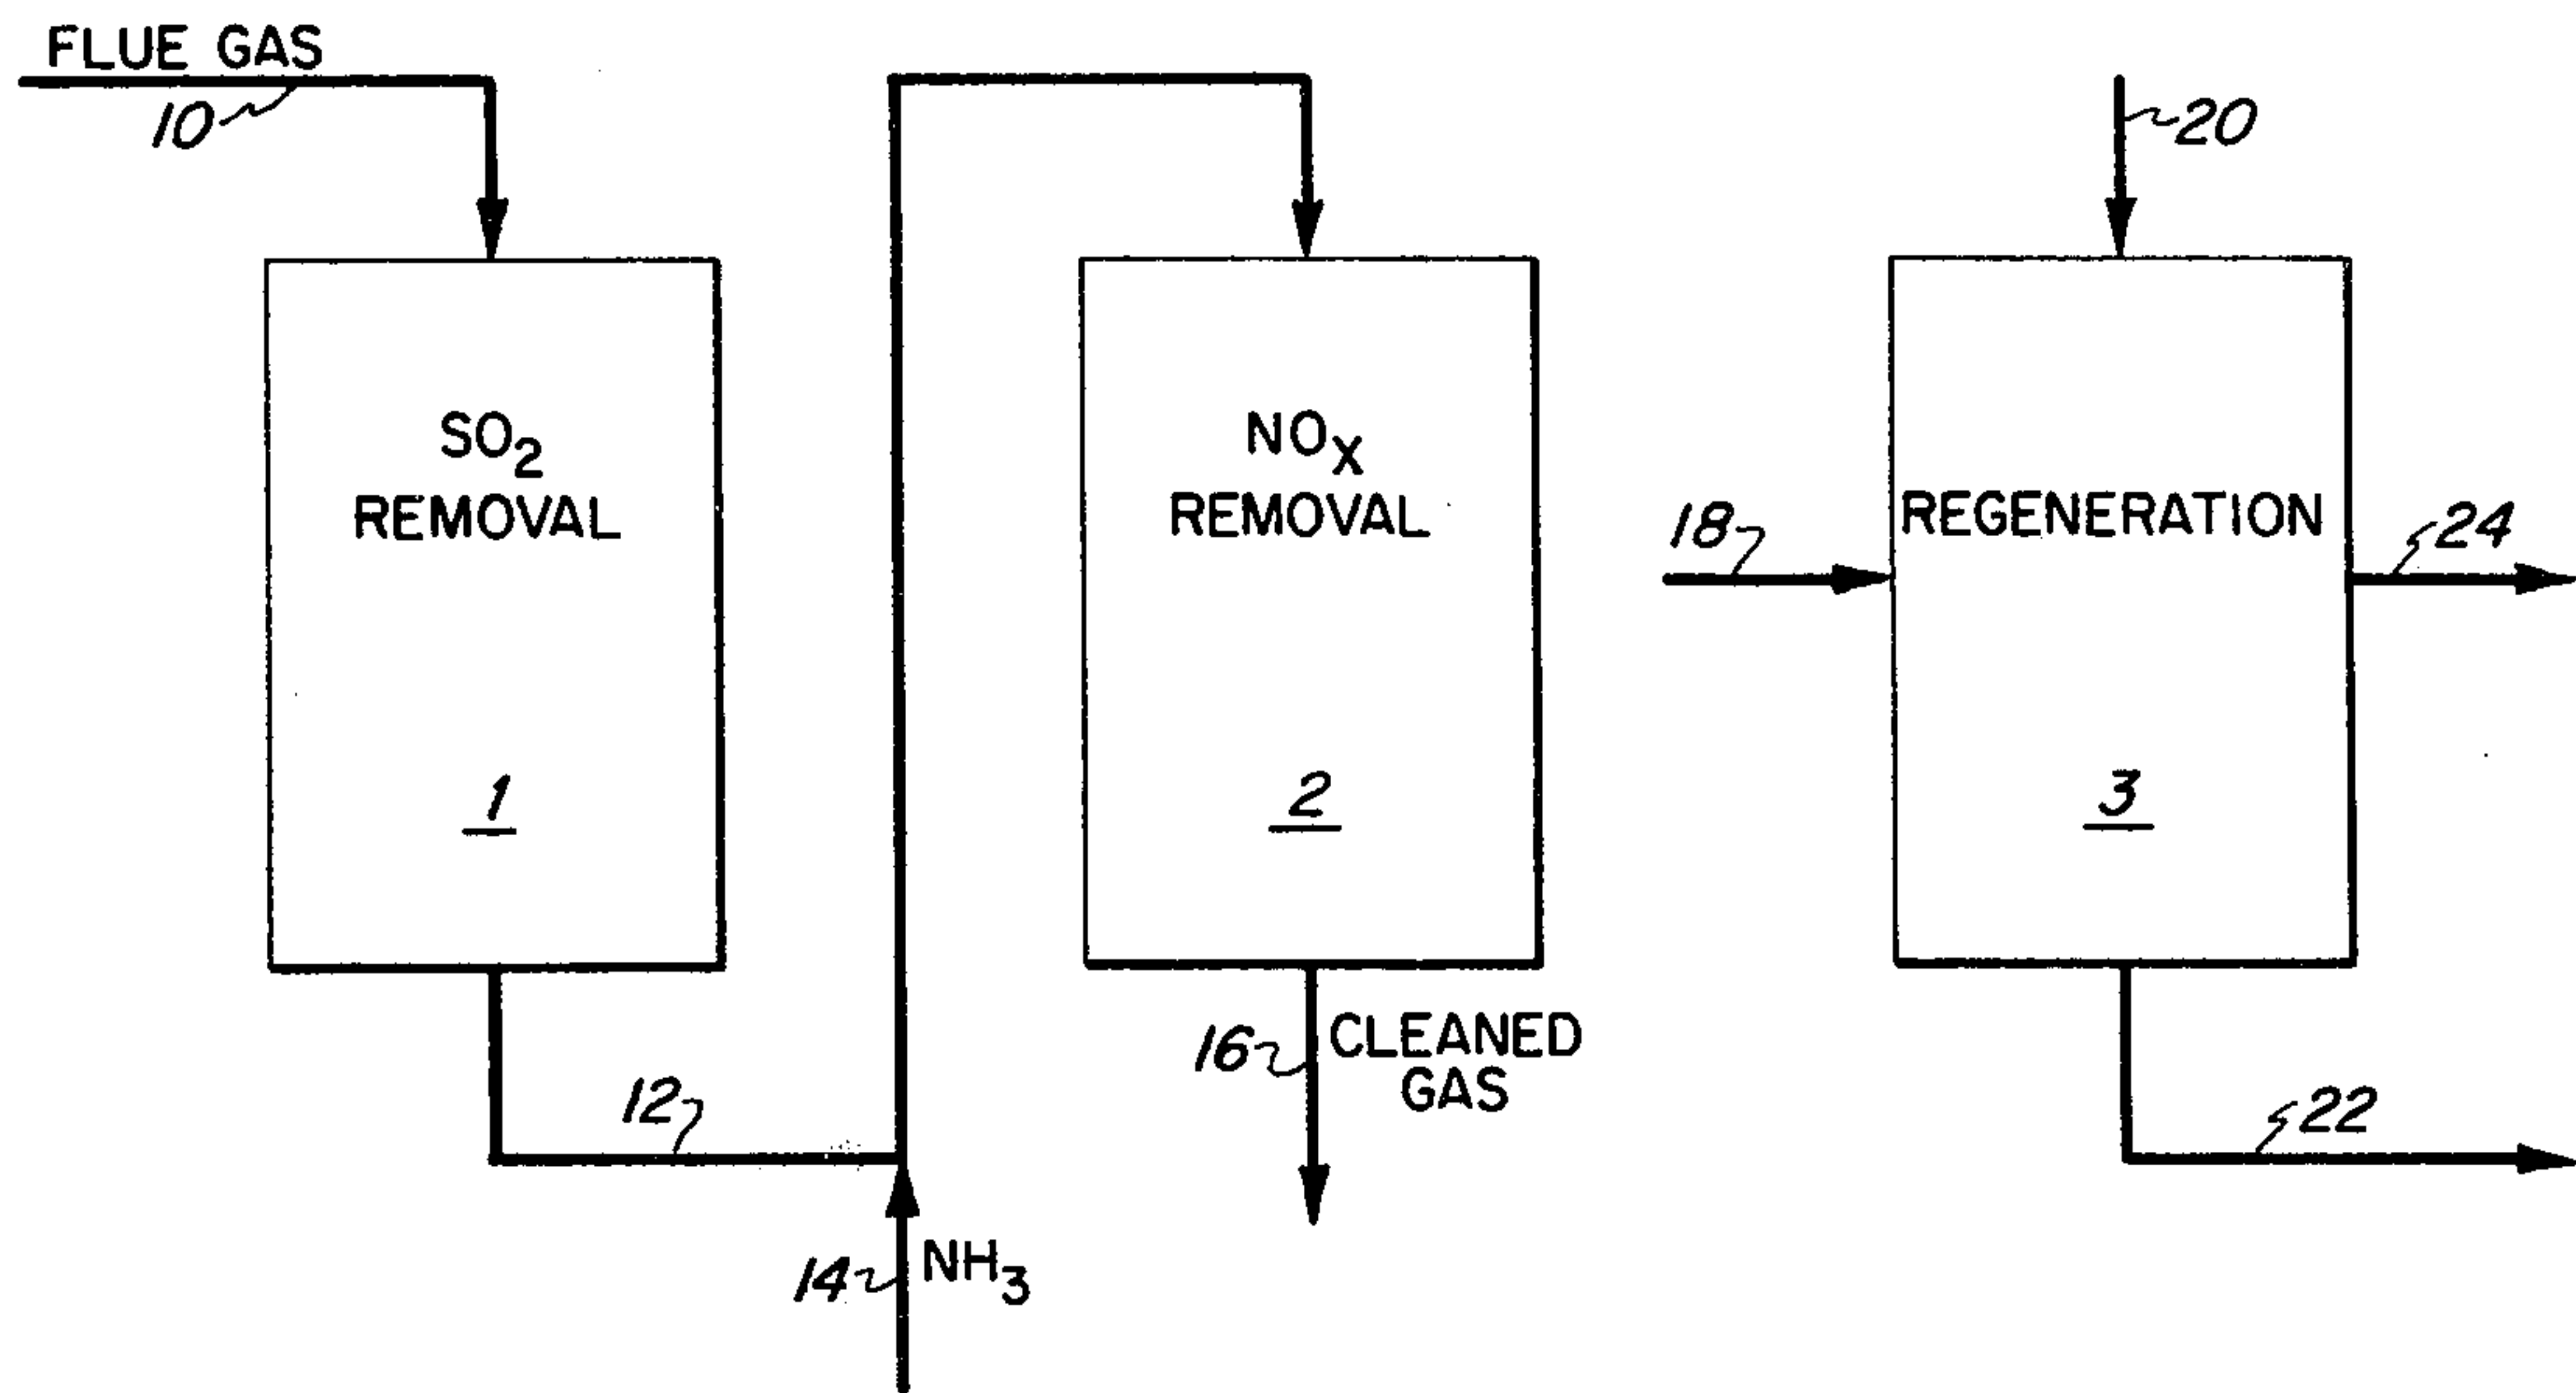 FLUE GAS
10
20
SO₂
REMOVAL
NOX
REMOVAL
18
REGENERATION
24
1
2
3
16
CLEANED
GAS
12
22
14
NH₃